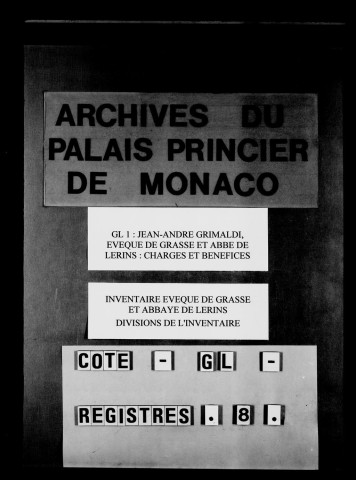 ARCHIVES DU
PALAIS PRINCIER
DE MONACO
GL 1 : JEAN-ANDRE GRIMALDI,
EVEQUE DE GRASSE ET ABBE DE
LERINS : CHARGES ET BENEFICES
INVENTAIRE EVEQUE DE GRASSE
ET ABBAYE DE LERINS
DIVISIONS DE L'INVENTAIRE
COTE - GL -
REGISTRES . 8 .